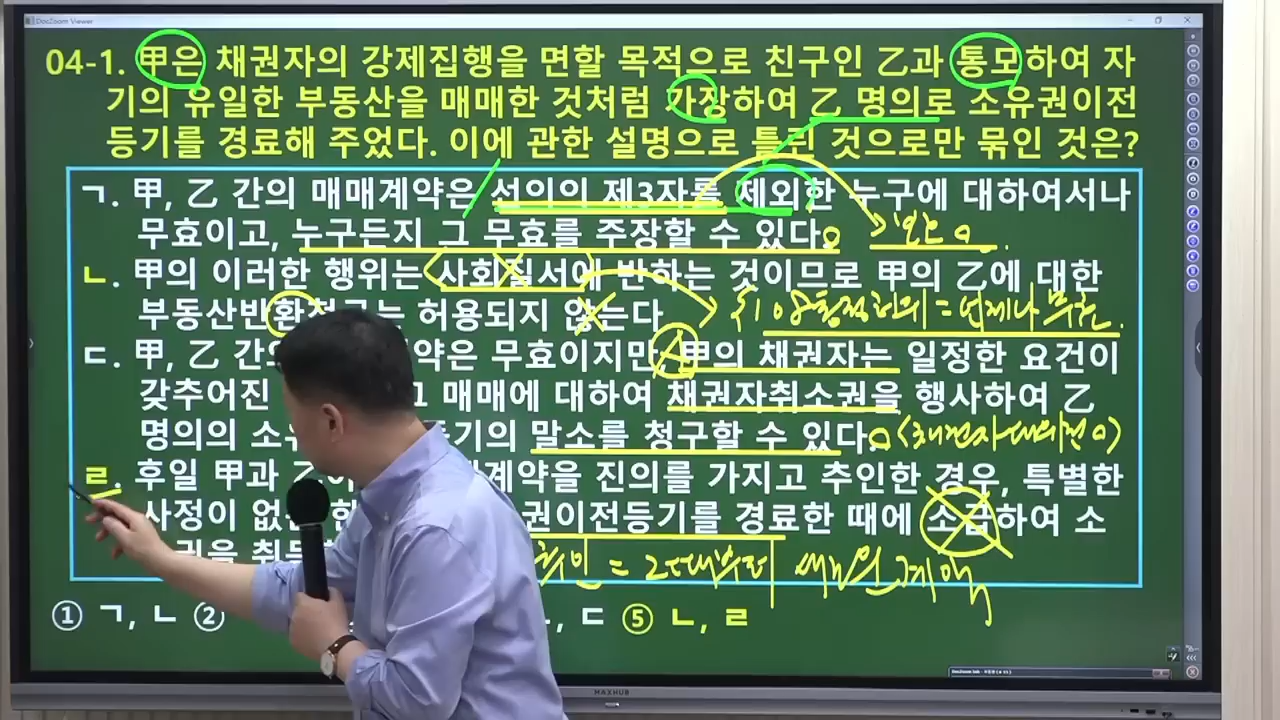 DocZoom Viewer
04-1. 甲은 채권자의 강제집행을 면할 목적으로 친구인 乙과 통모하여 자
기의 유일한 부동산을 매매한 것처럼 가장하여 乙 명의로 소유권이전
등기를 경료해 주었다. 이에 관한 설명으로 틀린 것으로만 묶인 것은?
ㄱ. 甲, 乙 간의 매매계약은 선의의 제3자를 제외한 누구에 대하여서나
무효이고, 누구든지 그 무효를 주장할 수 있다.
ㄴ. 甲의 이러한 행위는 사회질서에 반하는 것이므로 甲의 乙에 대한
부동산반환청구는 허용되지 않는다
ㄷ. 甲, 乙 간 약은 무효이지만, 甲의 채권자는 일정한 요건이
갖추어진 매매에 대하여 채권자취소권을 행사하여 乙
명의의 소유 등기의 말소를 청구할 수 있다.
ㄹ. 후일 甲과 계약을 진의를 가지고 추인한 경우, 특별한
사정이 없는 한 권이전등기를 경료한 때에 소급하여 소
추인 =
① ㄱ, ㄴ ② , ㄷ ⑤ ㄴ, ㄹ
MAXHUB